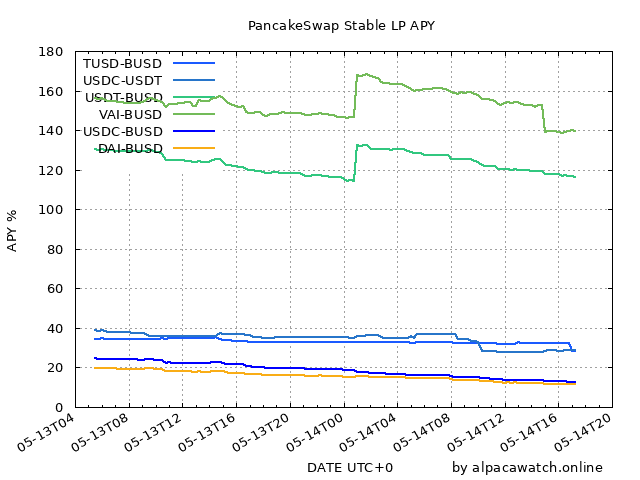 PancakeSwap Stable LP APY
180
160
140
120
100
80
60
40
20
0
APY %
TUSD-BUSD
USDC-USDT
USDT-BUSD
VAI-BUSD
USDC-BUSD
DAI-BUSD
05-13T04
05-13T08
05-13T12
05-13T16
05-13T20
05-14T00
05-14T04
05-14T08
05-14T12
05-14T16
05-14T20
DATE UTC+0
by alpacawatch.online